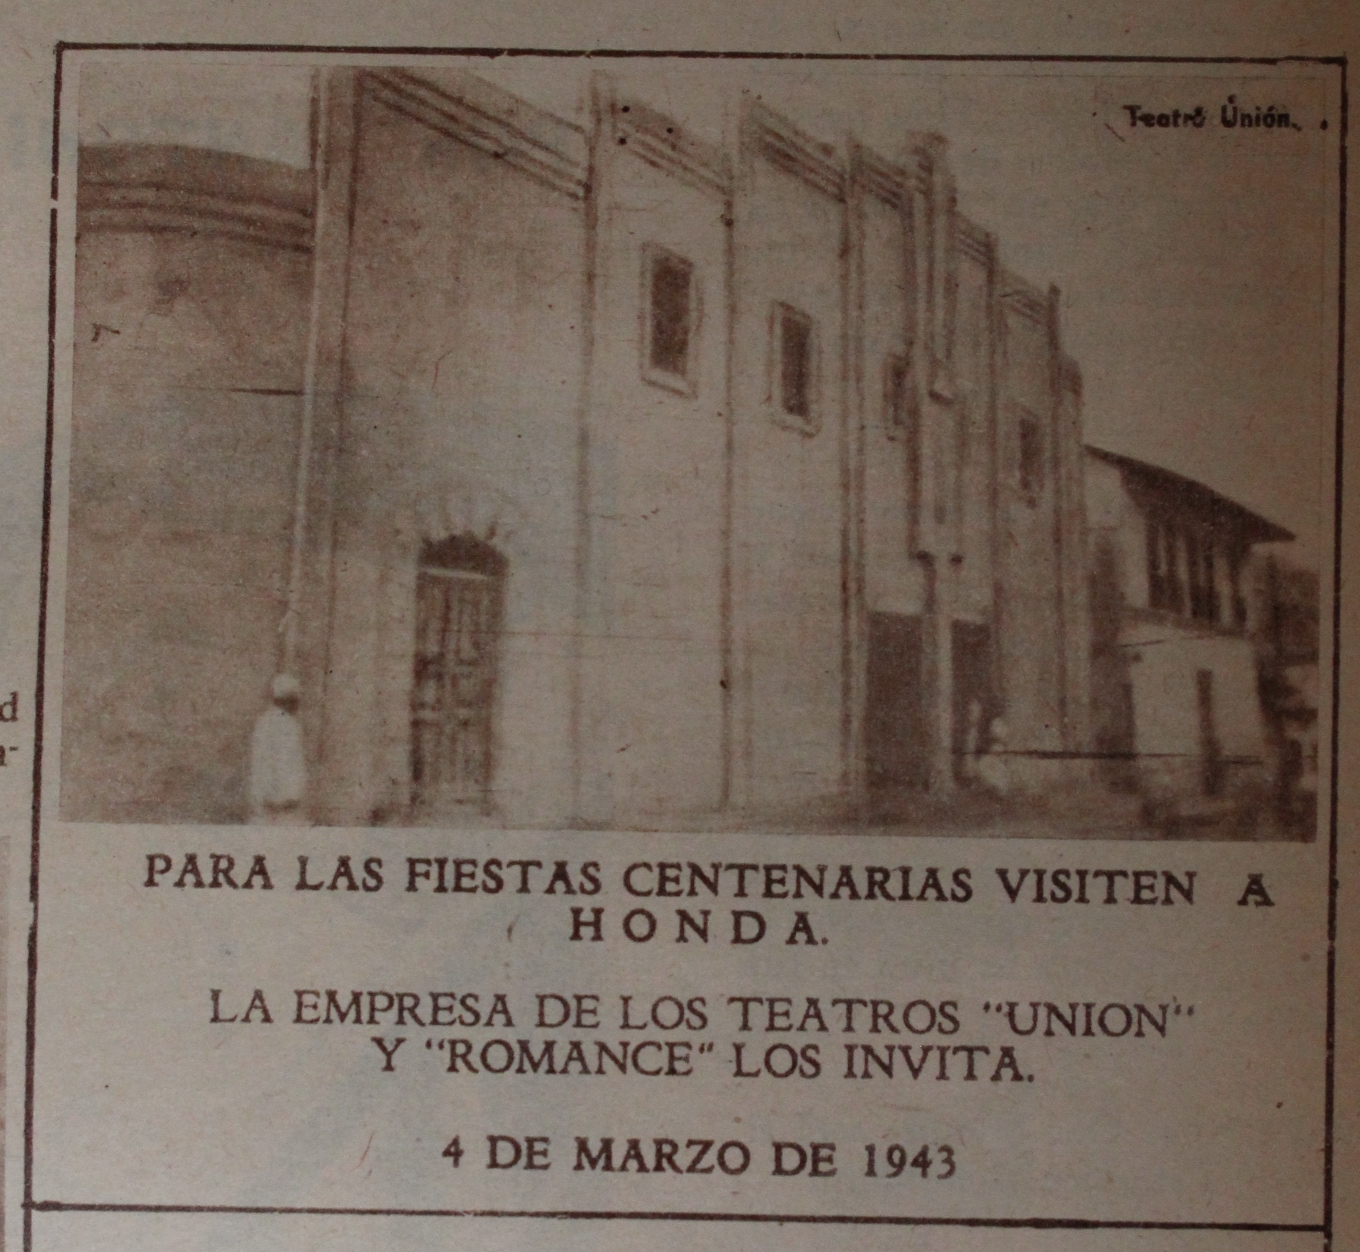 Teatro Unión.
PARA LAS FIESTAS CENTENARIAS VISITEN A
HONDA.
LA EMPRESA DE LOS TEATROS "UNION"
Y "ROMANCE" LOS INVITA.
4 DE MARZO DE 1943